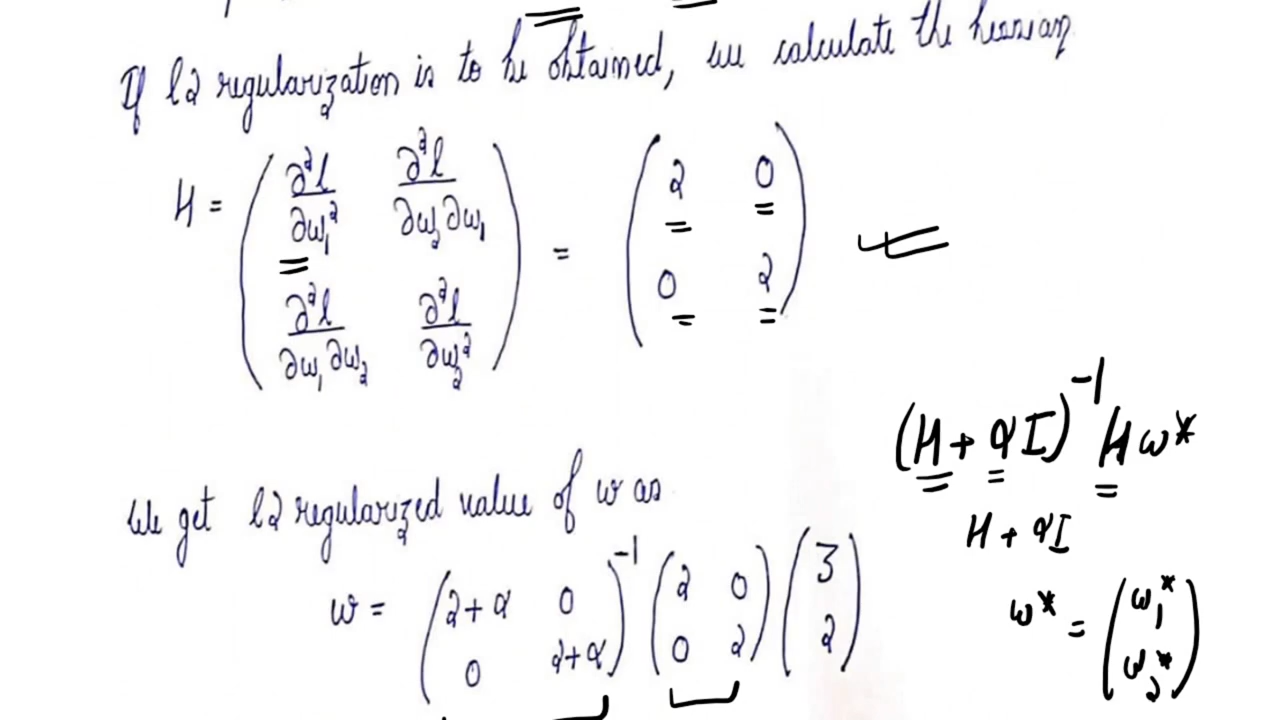 If l2 regularization is to be obtained, we calculate the hessian
H = ( ∂²l/∂w₁² ∂²l/∂w₂∂w₁ ; ∂²l/∂w₁∂w₂ ∂²l/∂w₂² ) = ( 2 0 ; 0 2 )
(H + αI)⁻¹ H w*
We get l2 regularized value of w as
H + αI
w = ( 2+α 0 ; 0 2+α )⁻¹ ( 2 0 ; 0 2 ) ( 3 ; 2 )
w* = ( w₁* ; w₂* )